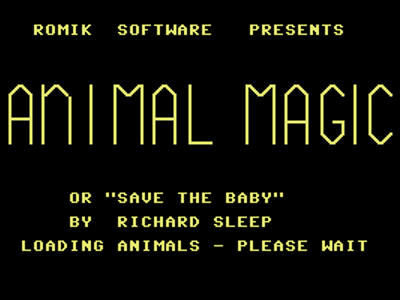 ROMIK SOFTWARE PRESENTS
ANIMAL MAGIC
OR "SAVE THE BABY"
BY RICHARD SLEEP
LOADING ANIMALS - PLEASE WAIT